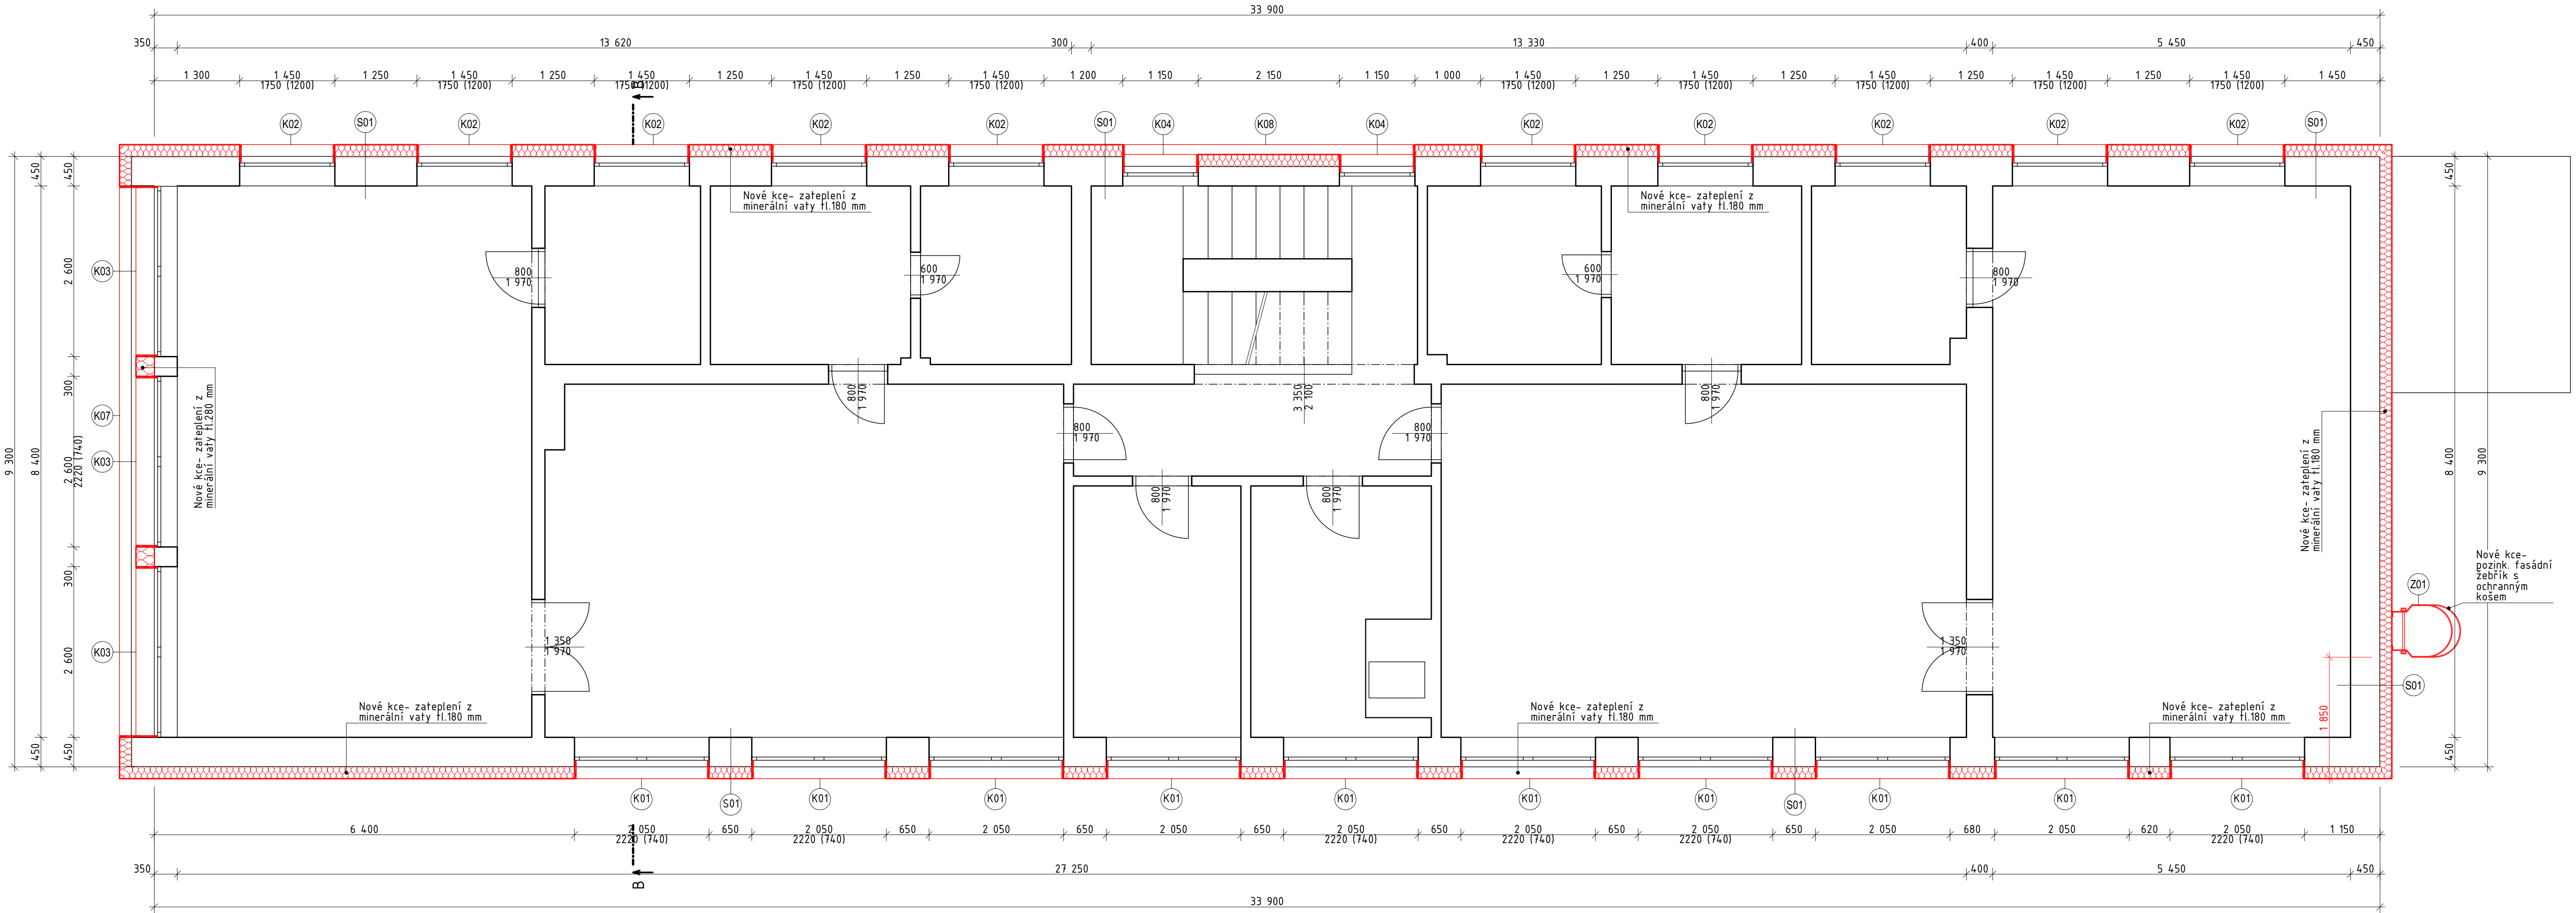 33 900
350
13 620
300
13 330
400
5 450
450
1 300
1 450
1750 (1200)
1 250
1 450
1750 (1200)
1 250
1 450
1750 (1200)
1 250
1 450
1750 (1200)
1 250
1 450
1750 (1200)
1 200
1 150
2 150
1 150
1 000
1 450
1750 (1200)
1 250
1 450
1750 (1200)
1 250
1 450
1750 (1200)
1 250
1 450
1750 (1200)
1 250
1 450
1750 (1200)
1 450
B
K02
S01
K02
K02
K02
K02
S01
K04
K08
K04
K02
K02
K02
K02
K02
S01
Nové kce- zateplení z
minerální vaty tl.180 mm
Nové kce- zateplení z
minerální vaty tl.180 mm
9 300
8 400
450
450
450
2 600
300
2 600
2220 (740)
300
2 600
450
K03
K07
K03
K03
Nové kce- zateplení z
minerální vaty tl.280 mm
800
1 970
600
1 970
600
1 970
800
1 970
800
1 970
3 350
2 100
800
1 970
800
1 970
800
1 970
800
1 970
800
1 970
1 350
1 970
1 350
1 970
Nové kce- zateplení z
minerální vaty tl.180 mm
450
8 400
450
9 300
Nové kce-
pozink. fasádní
žebřík s
ochranným
košem
Z01
S01
1 850
Nové kce- zateplení z
minerální vaty tl.180 mm
Nové kce- zateplení z
minerální vaty tl.180 mm
Nové kce- zateplení z
minerální vaty tl.180 mm
K01
S01
K01
K01
K01
K01
K01
K01
S01
K01
K01
K01
6 400
2 050
2220 (740)
650
2 050
2220 (740)
650
2 050
650
2 050
650
2 050
2220 (740)
650
2 050
2220 (740)
650
2 050
2220 (740)
650
2 050
680
2 050
620
2 050
2220 (740)
1 150
B
350
27 250
400
5 450
450
33 900